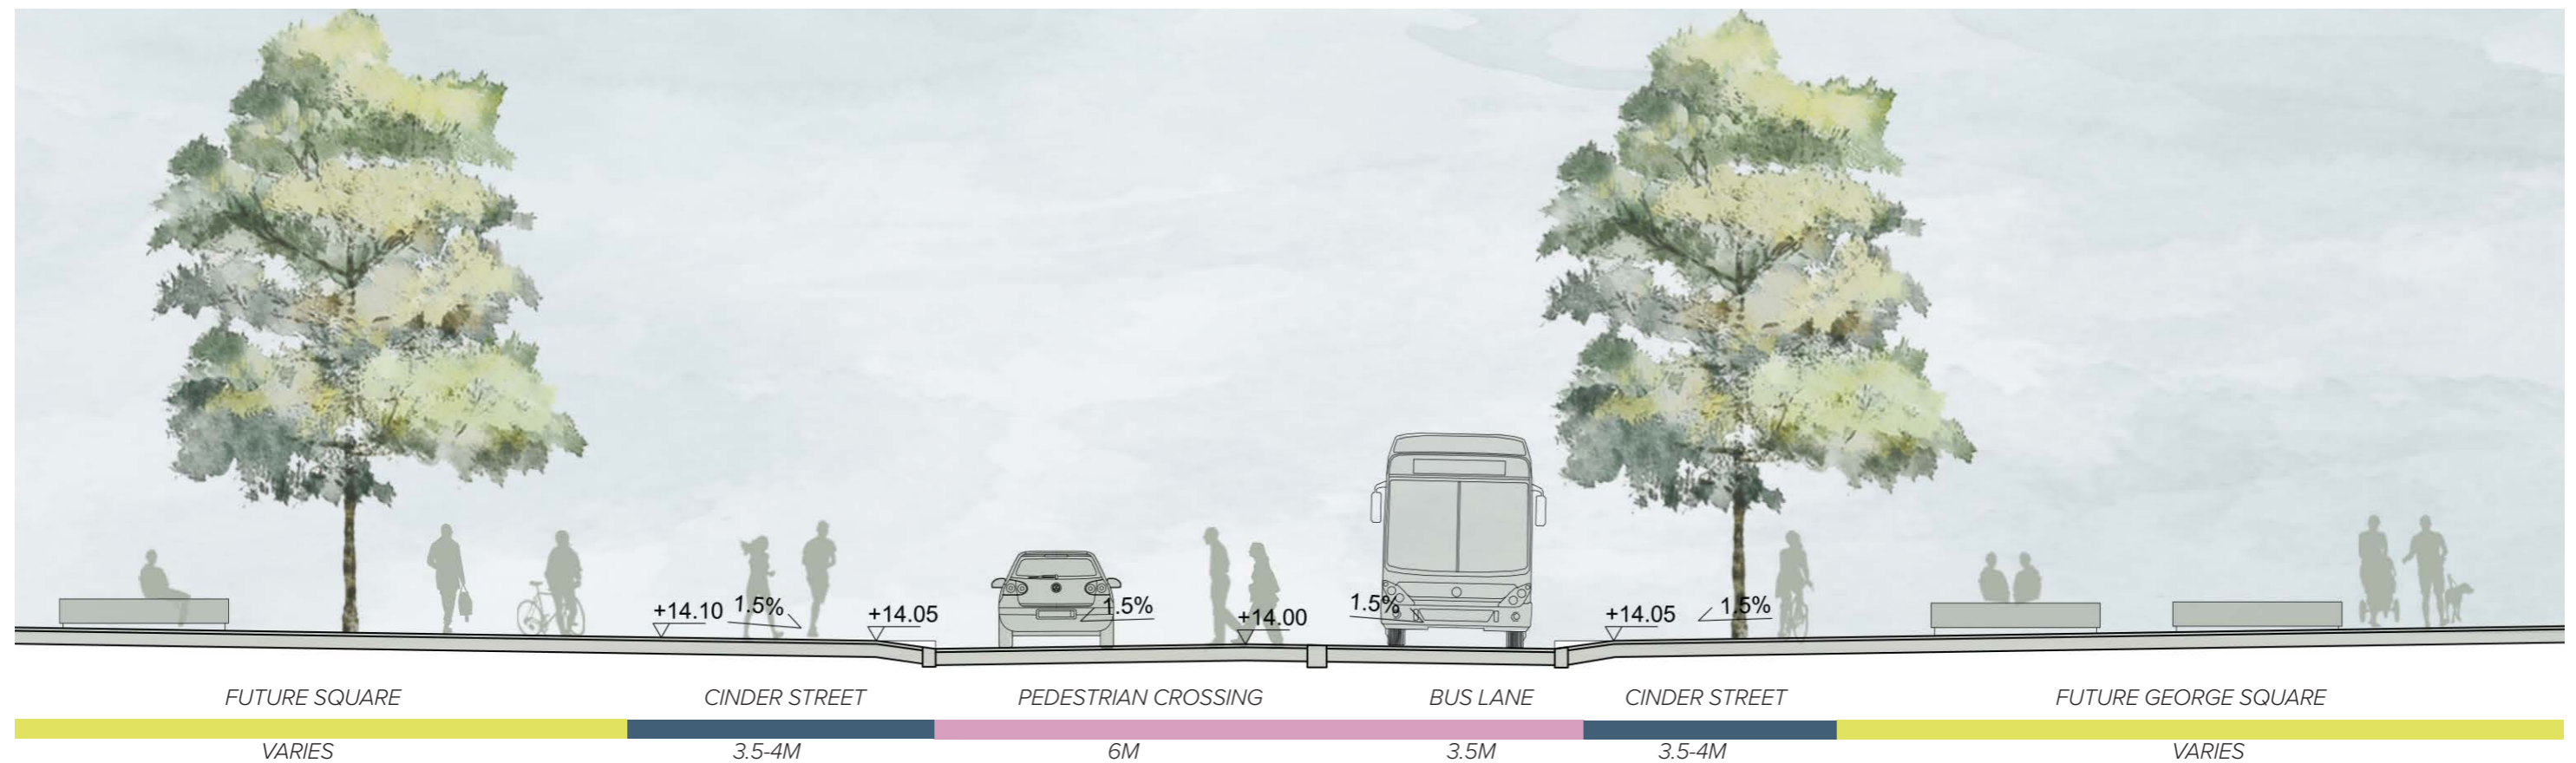 +14.10 1.5% +14.05 1.5% +14.00 1.5% +14.05 1.5%
FUTURE SQUARE CINDER STREET PEDESTRIAN CROSSING BUS LANE CINDER STREET FUTURE GEORGE SQUARE
VARIES 3.5-4M 6M 3.5M 3.5-4M VARIES